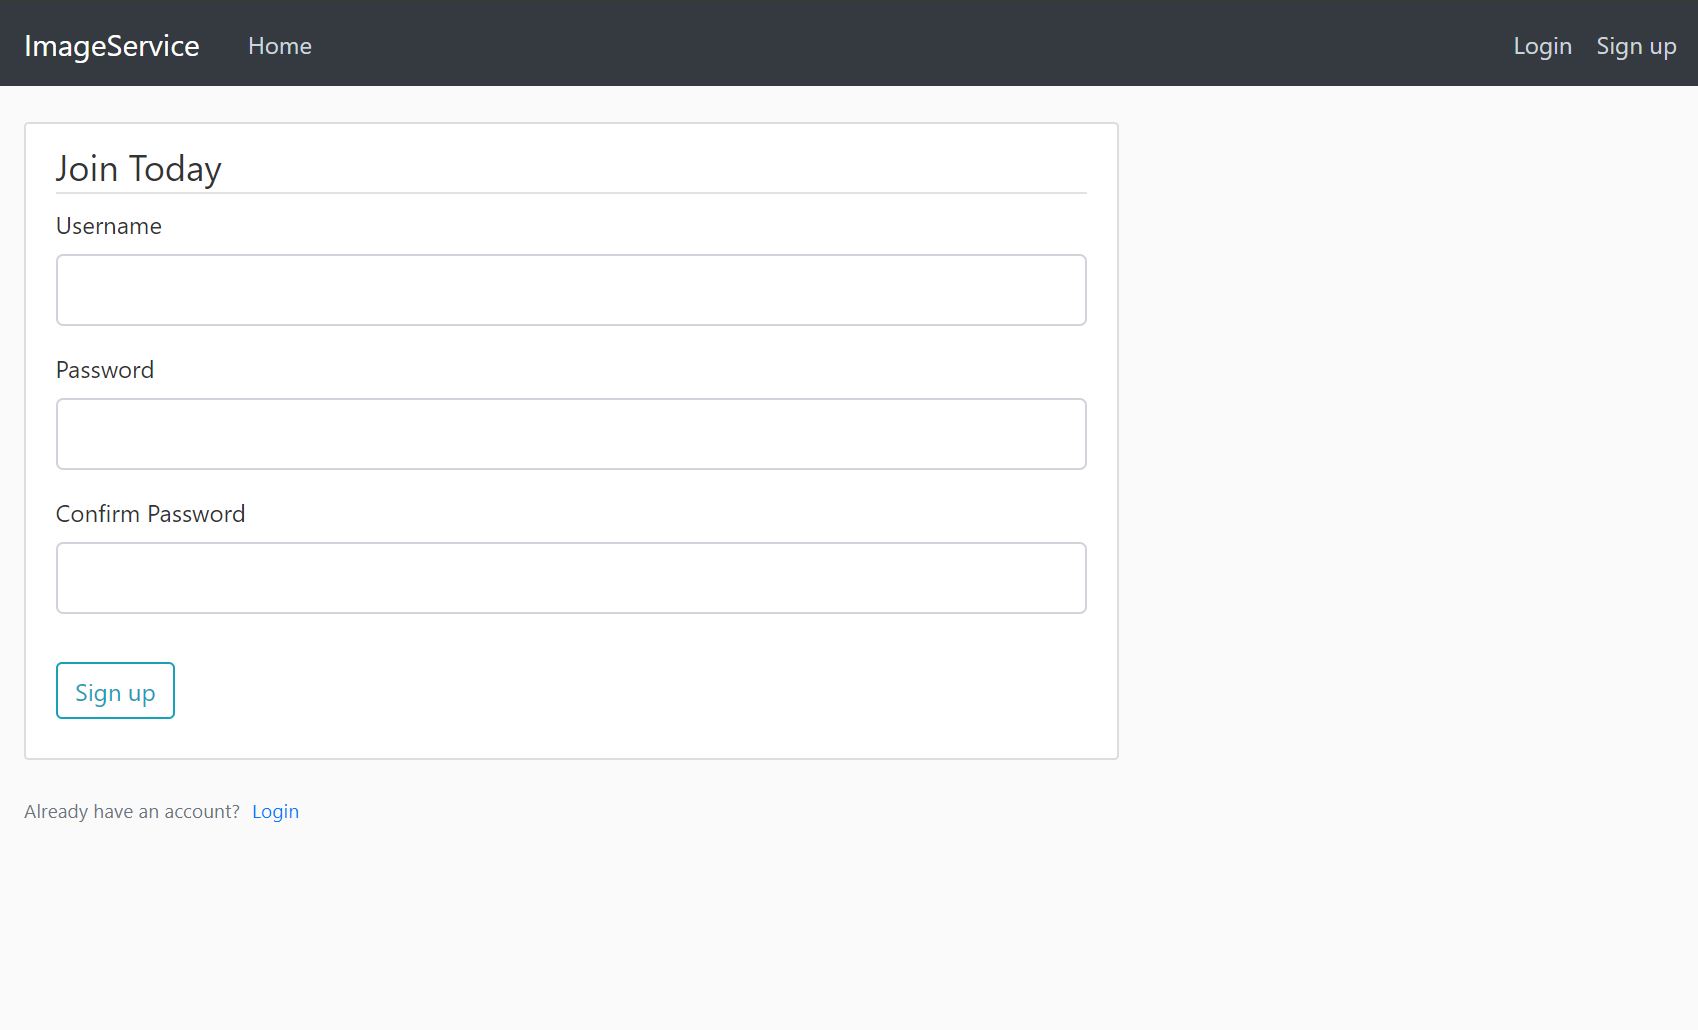 ImageService Home Login Sign up
Join Today
Username
Password
Confirm Password
Sign up
Already have an account? Login